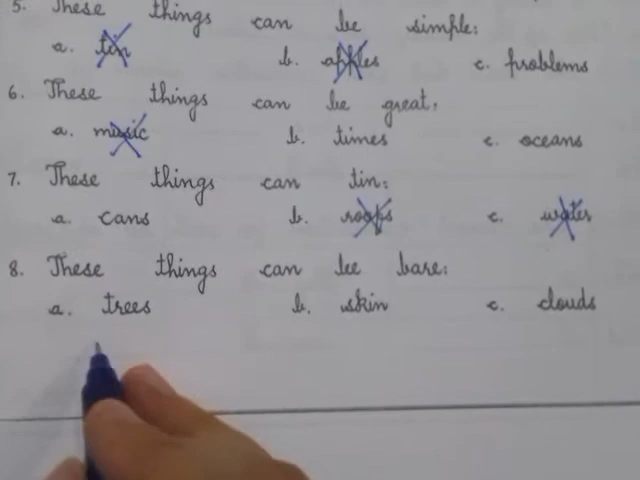 5. These things can be simple:
a. tin b. apples c. problems
6. These things can be great:
a. music b. times c. oceans
7. These things can tin:
a. cans b. roofs c. water
8. These things can be bare:
a. trees b. skin c. clouds